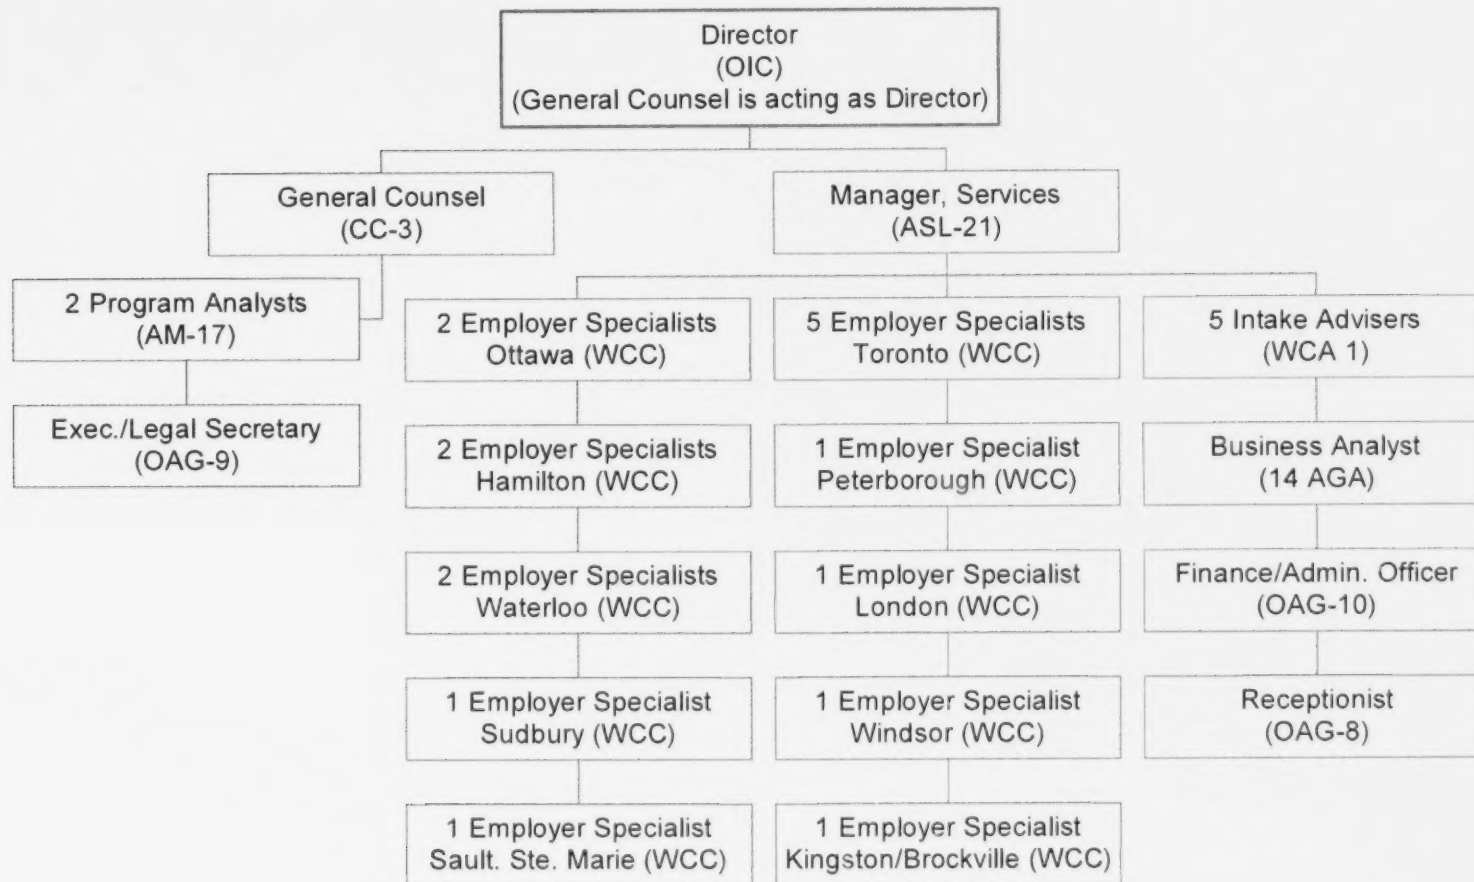 Director
(OIC)
(General Counsel is acting as Director)
General Counsel
(CC-3)
Manager, Services
(ASL-21)
2 Program Analysts
(AM-17)
Exec./Legal Secretary
(OAG-9)
2 Employer Specialists
Ottawa (WCC)
5 Employer Specialists
Toronto (WCC)
5 Intake Advisers
(WCA 1)
2 Employer Specialists
Hamilton (WCC)
1 Employer Specialist
Peterborough (WCC)
Business Analyst
(14 AGA)
2 Employer Specialists
Waterloo (WCC)
1 Employer Specialist
London (WCC)
Finance/Admin. Officer
(OAG-10)
1 Employer Specialist
Sudbury (WCC)
1 Employer Specialist
Windsor (WCC)
Receptionist
(OAG-8)
1 Employer Specialist
Sault. Ste. Marie (WCC)
1 Employer Specialist
Kingston/Brockville (WCC)